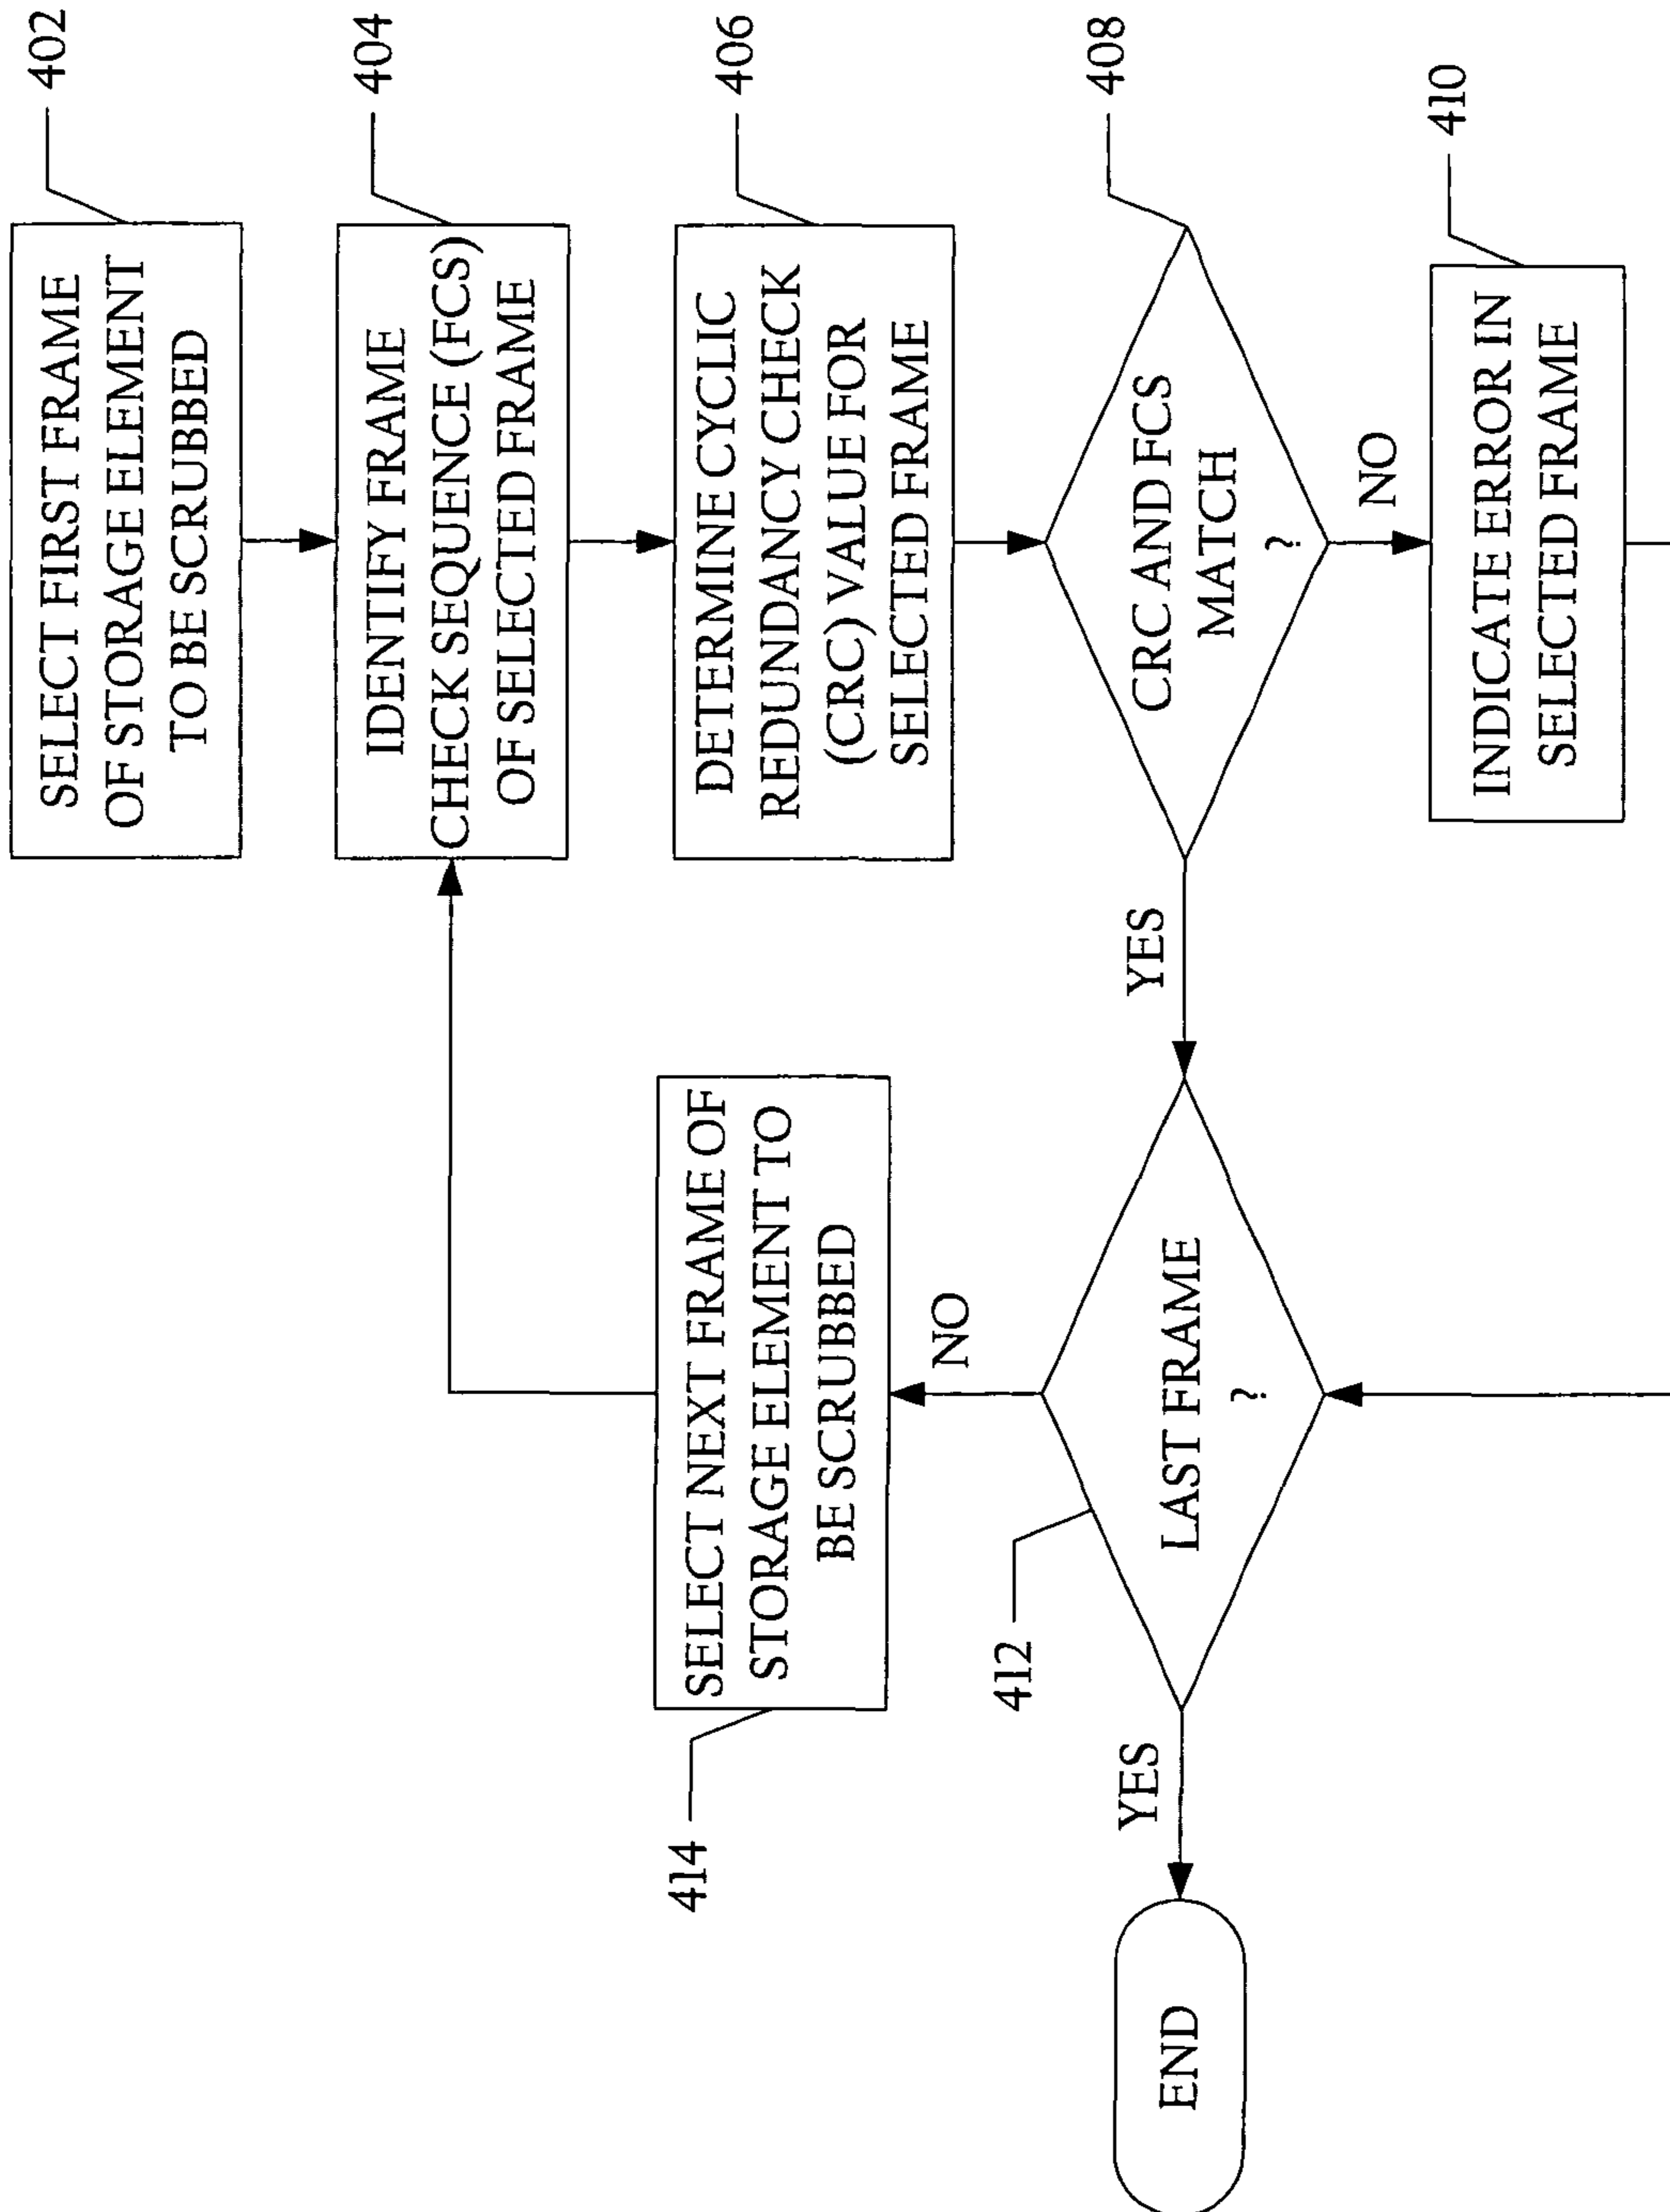 SELECT FIRST FRAME
OF STORAGE ELEMENT
TO BE SCRUBBED
402
IDENTIFY FRAME
CHECK SEQUENCE (FCS)
OF SELECTED FRAME
404
DETERMINE CYCLIC
REDUNDANCY CHECK
(CRC) VALUE FOR
SELECTED FRAME
406
CRC AND FCS
MATCH
?
408
NO
INDICATE ERROR IN
SELECTED FRAME
410
YES
LAST FRAME
?
412
NO
SELECT NEXT FRAME OF
STORAGE ELEMENT TO
BE SCRUBBED
414
YES
END